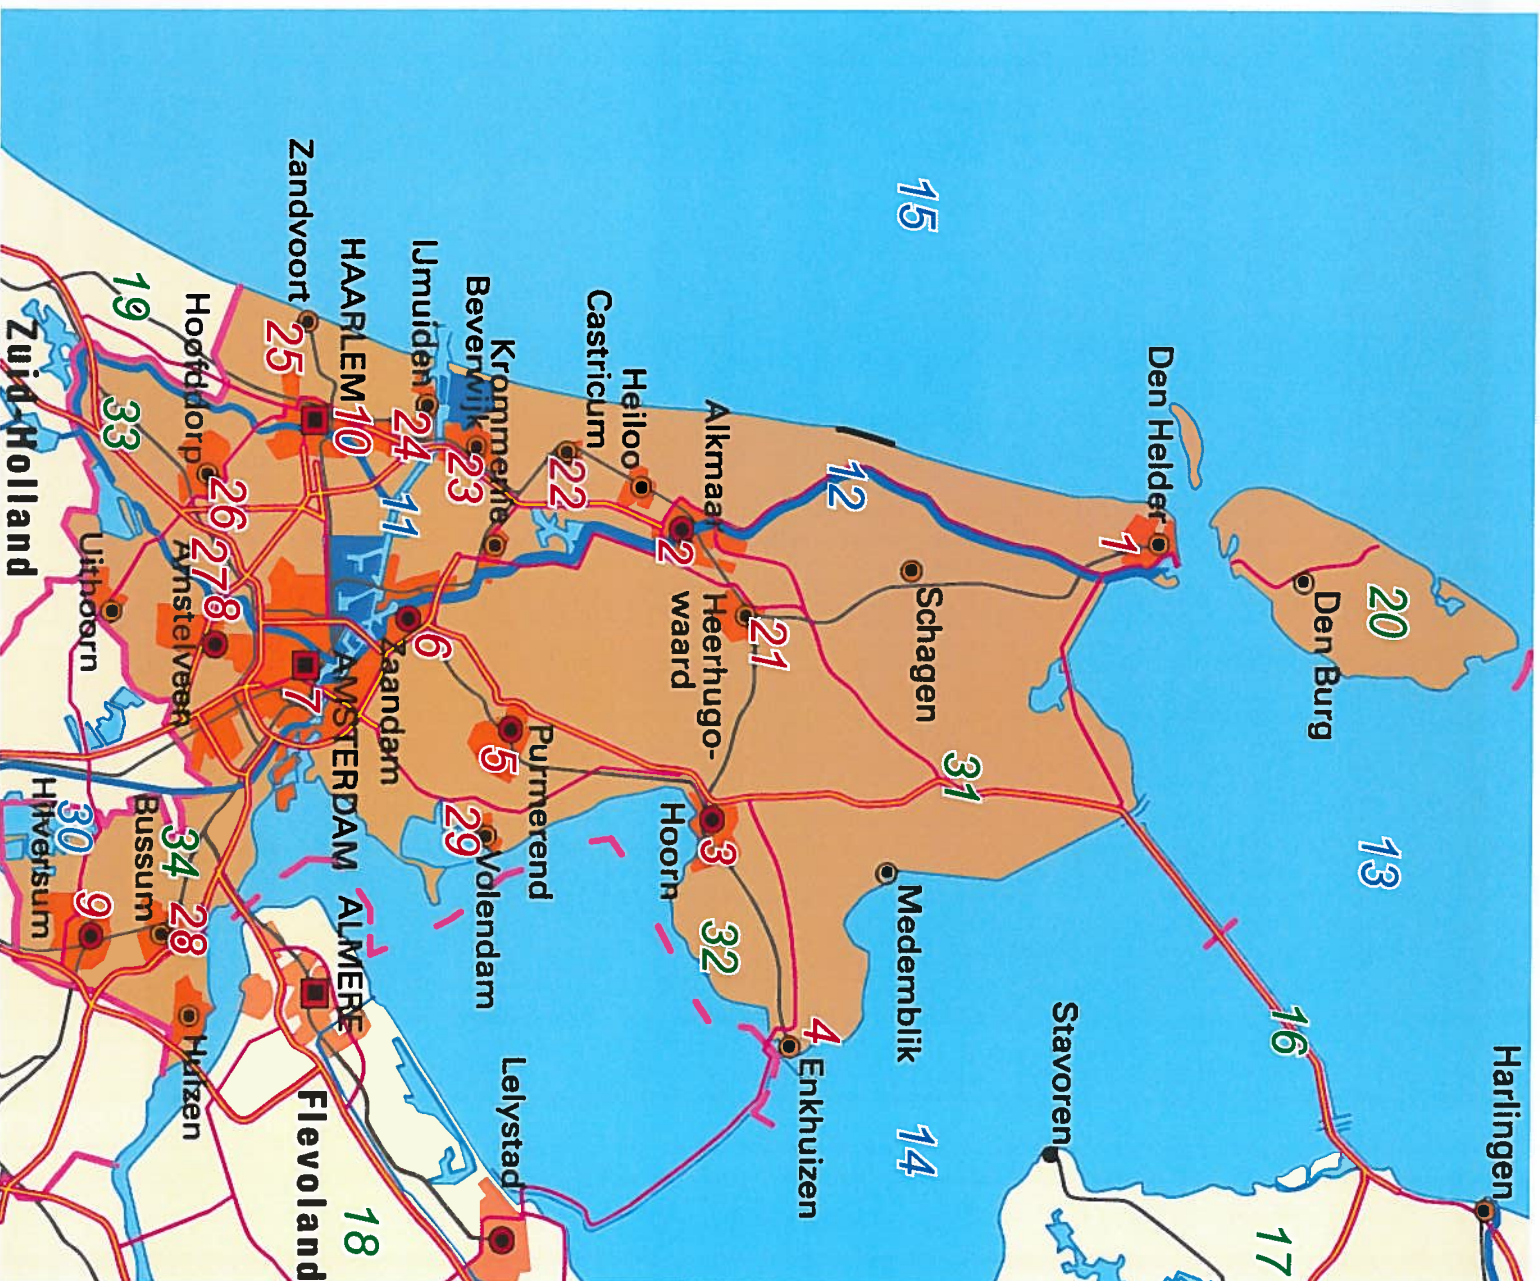 Harlingen
17
16
13
20
Den Burg
Stavoren
Den Helder
1
31
14
15
Schagen
Medemblik
12
Enkhuizen
4
21
Heerhugo-
waard
32
Alkmaar
2
3
Hoorn
Heiloo
22
Castricum
Purmerend
5
Lelystad
Krommenie
Volendam
29
Beverwijk
23
IJmuiden
24
6
Zaandam
11
HAARLEM
10
AMSTERDAM
ALMERE
18
Zandvoort
25
7
Flevoland
26
27
8
Hoofddorp
Amstelveen
28
Huizen
34
Bussum
19
33
Uithoorn
9
30
Hilversum
Zuid-Holland